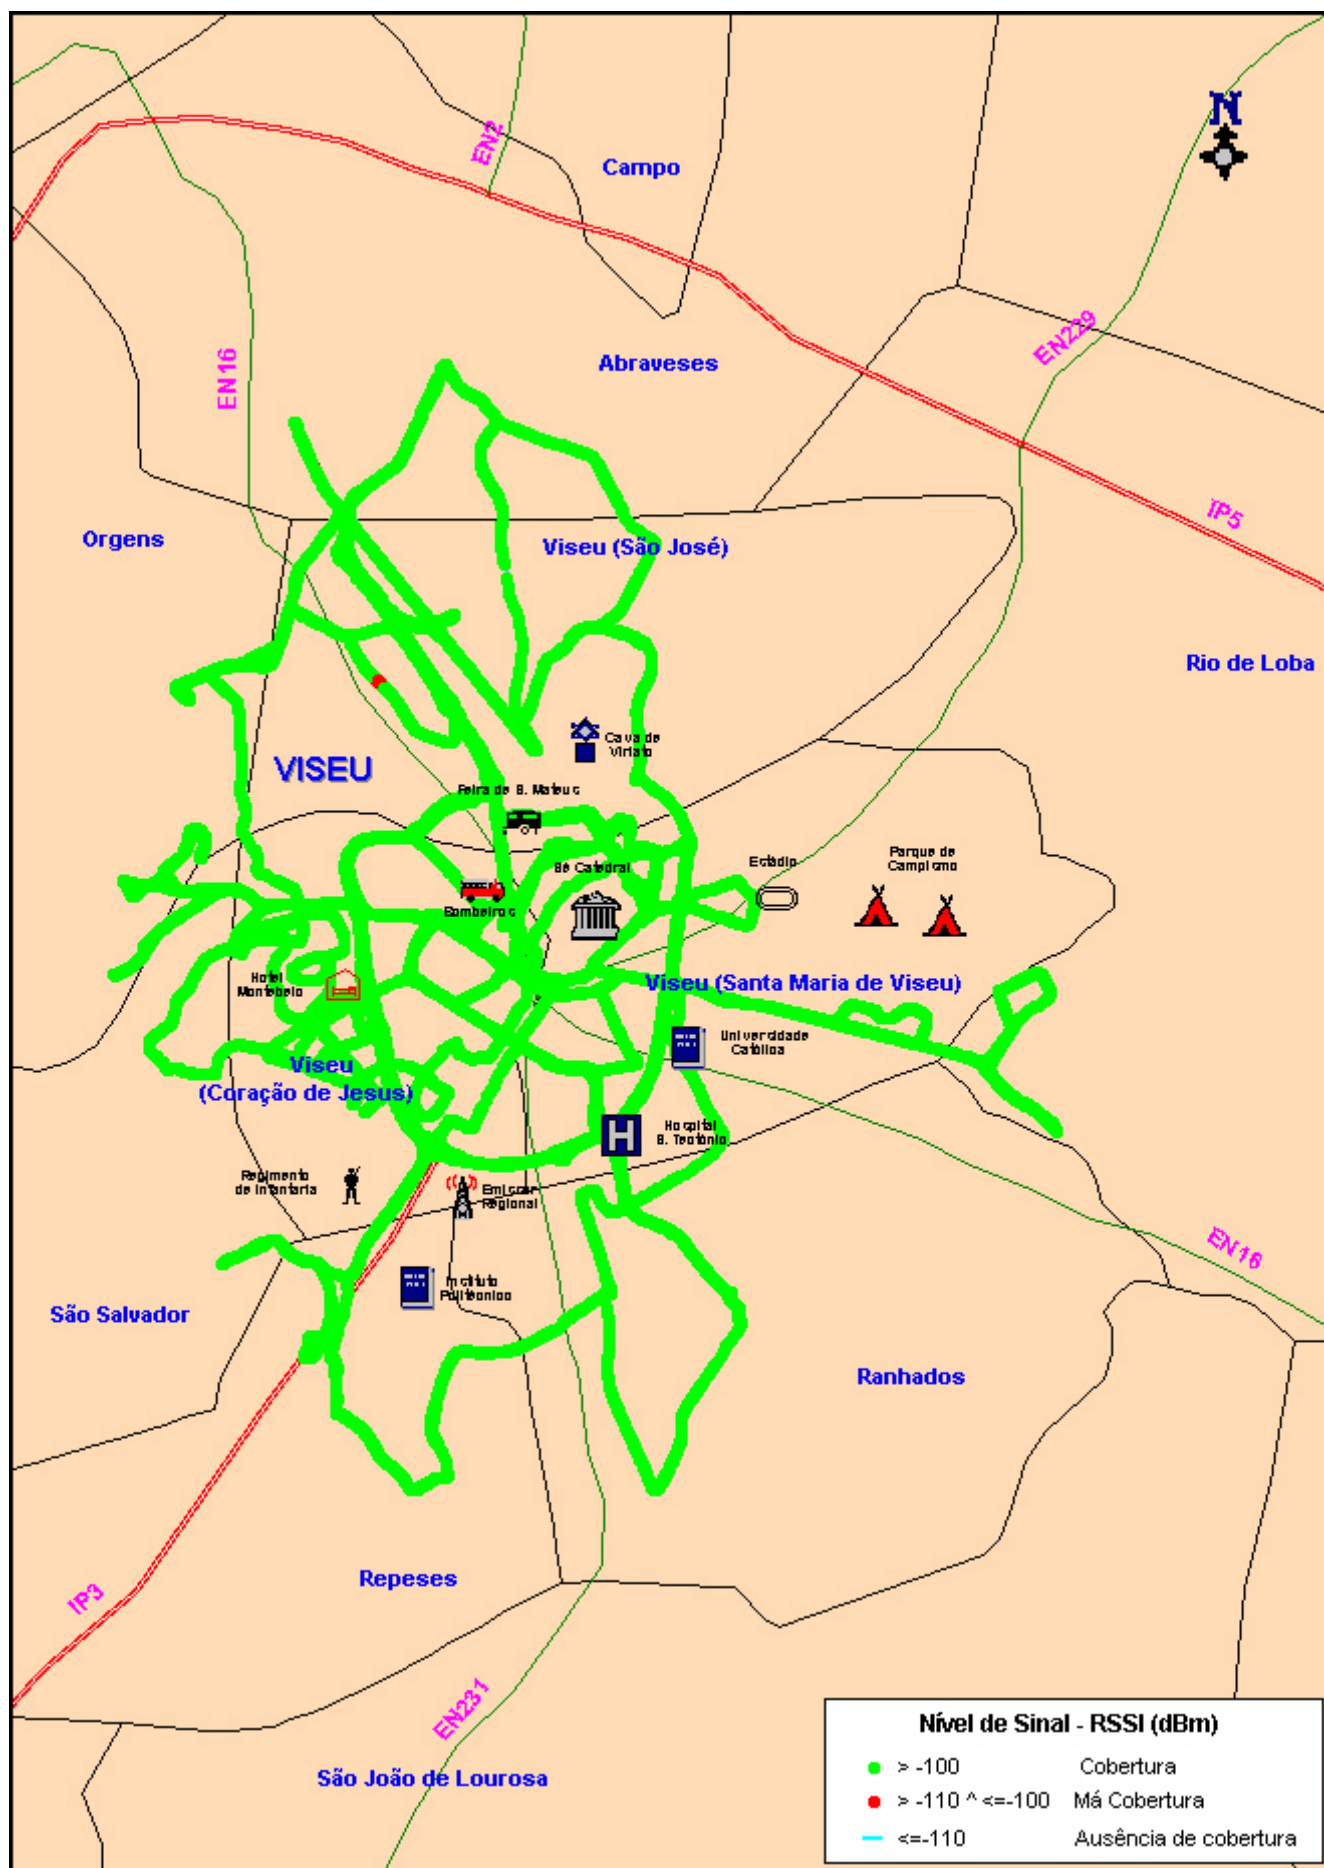 N
EN2
Campo
EN229
EN16
Abraveses
IP5
Orgens
Viseu (São José)
Rio de Loba
Cava de
Viriato
VISEU
Feira de S. Mateus
Estádio
Parque de
Campismo
Sé Catedral
Bombeiros
Hotel
Montebelo
Viseu (Santa Maria de Viseu)
Universidade
Católica
Viseu
(Coração de Jesus)
H
Hospital
S. Teotónio
Regimento
de Infantaria
Emissor
Regional
EN16
Instituto
Politécnico
São Salvador
Ranhados
Repeses
IP3
EN231
São João de Lourosa
Nível de Sinal - RSSI (dBm)
> -100 Cobertura
> -110 ^ <=-100 Má Cobertura
<=-110 Ausência de cobertura